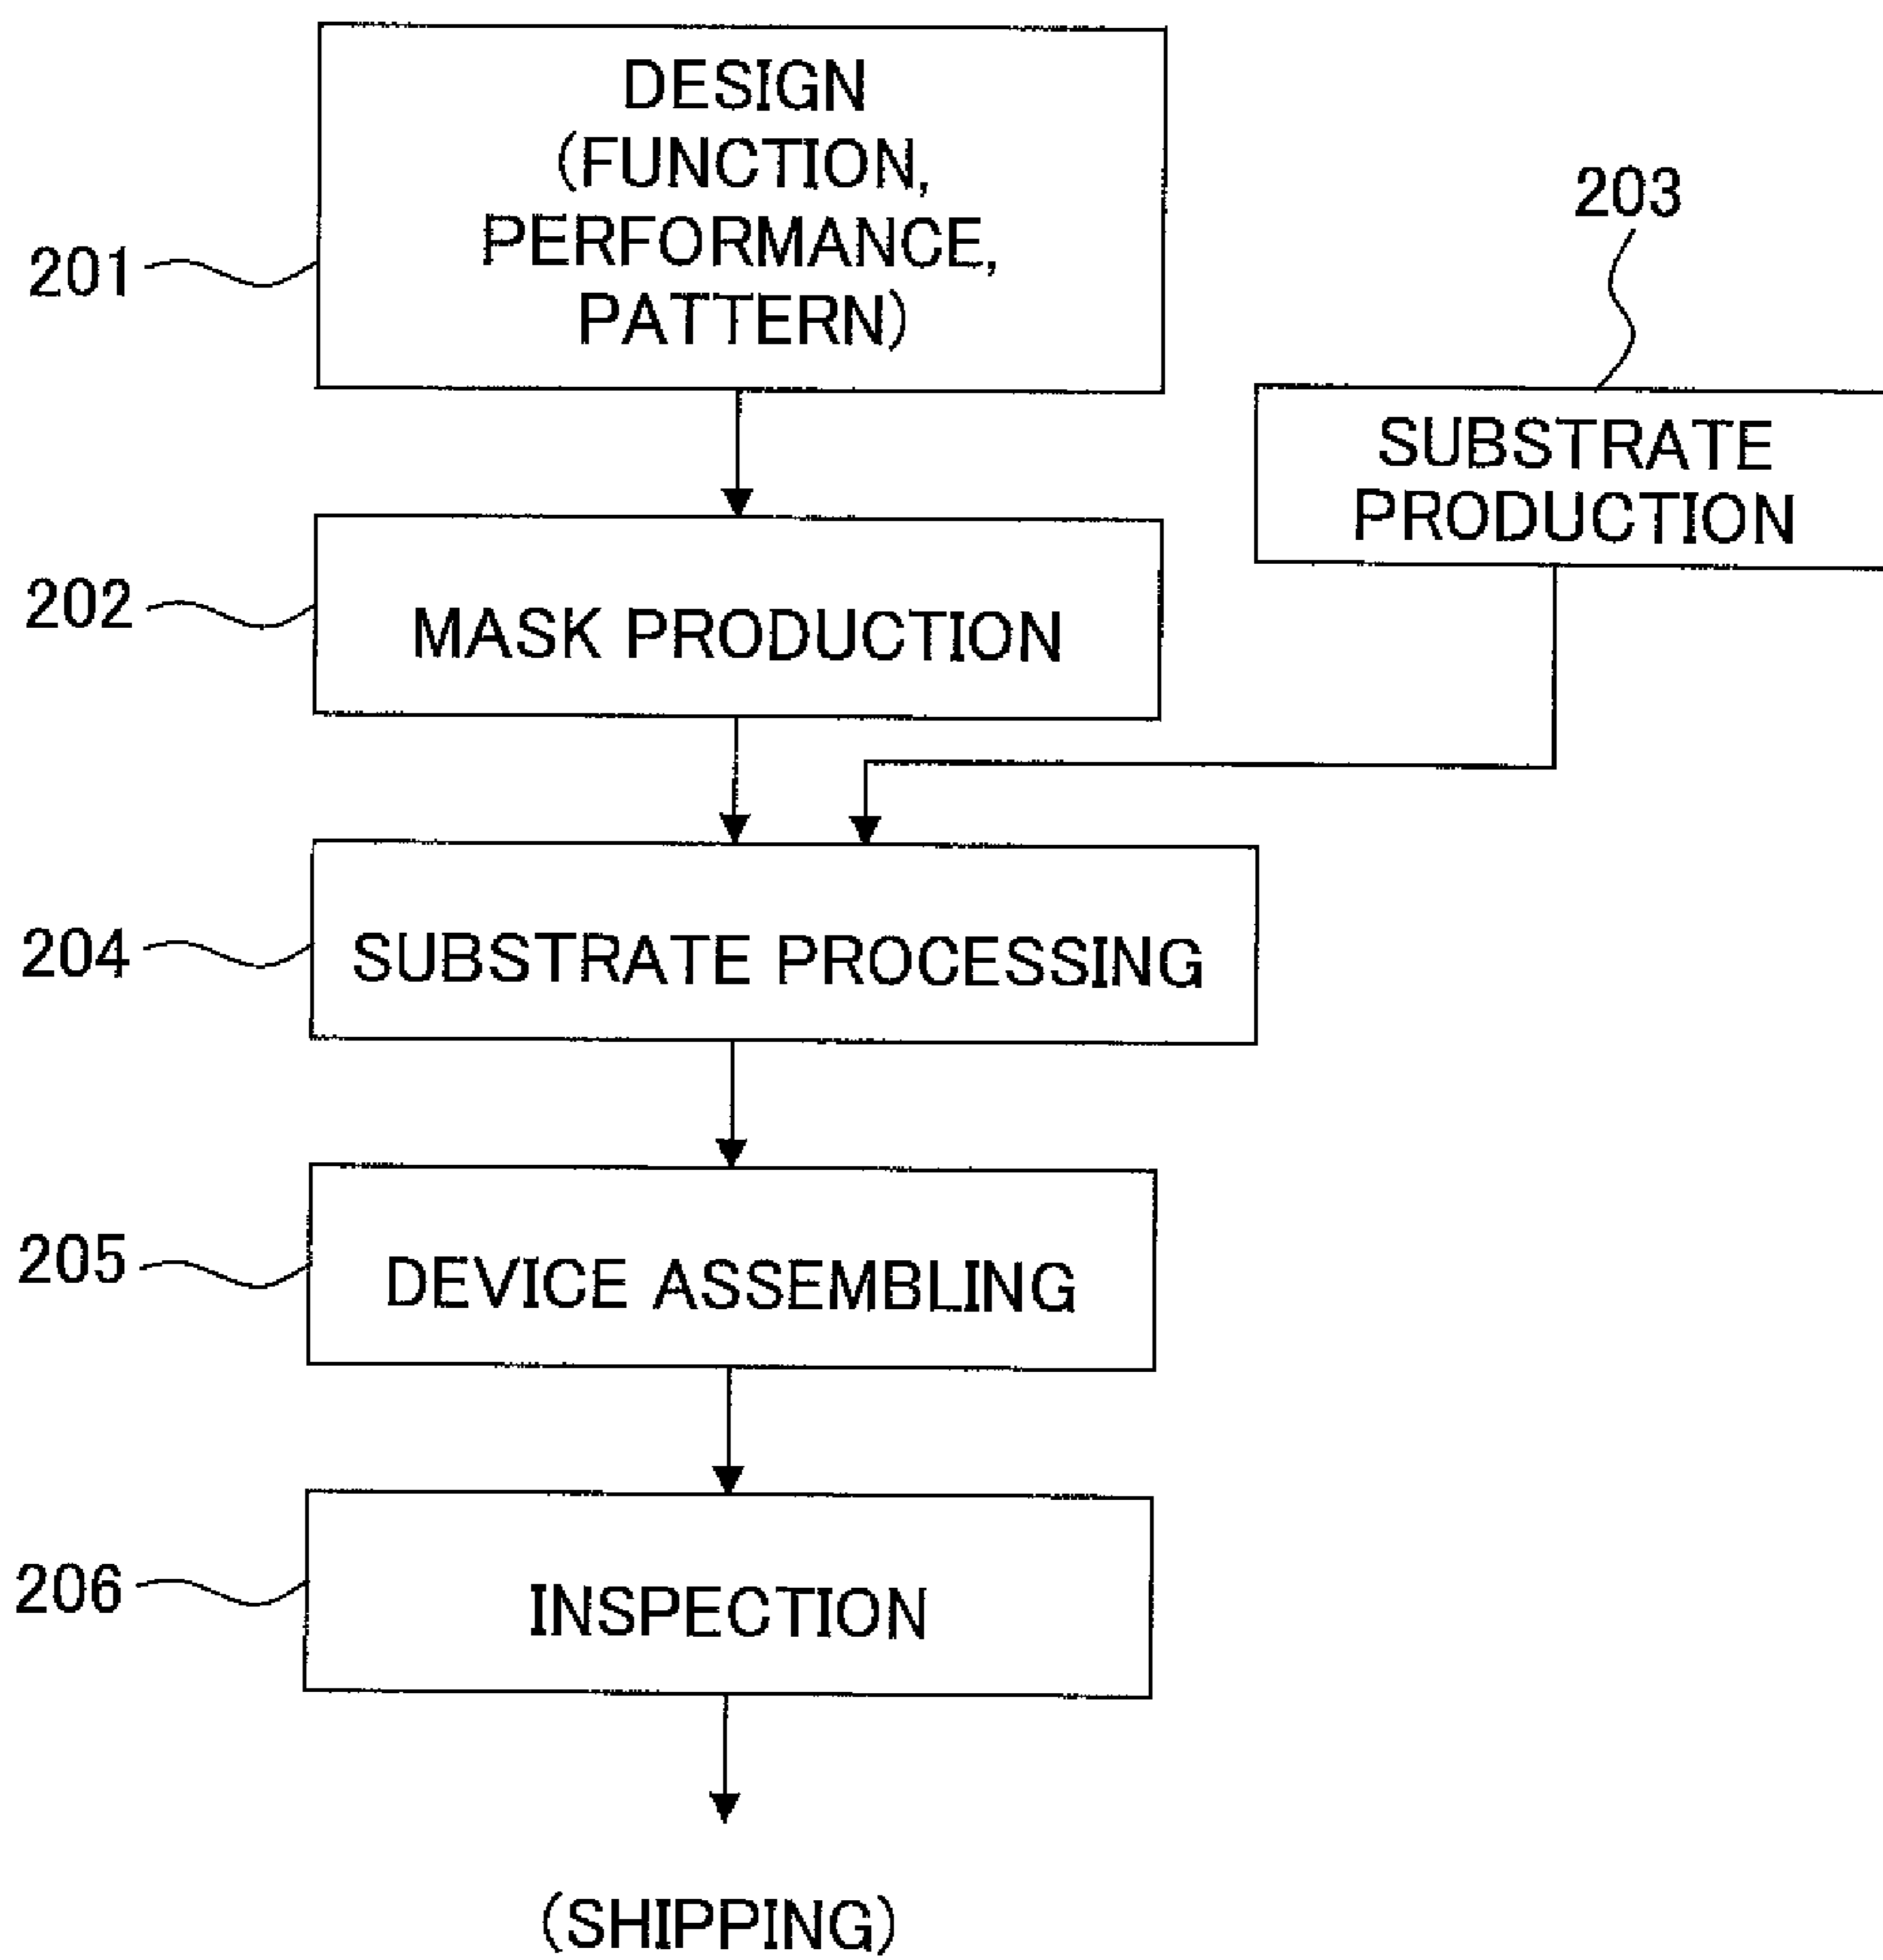 DESIGN
(FUNCTION,
PERFORMANCE,
PATTERN)
201
203
SUBSTRATE
PRODUCTION
202
MASK PRODUCTION
204
SUBSTRATE PROCESSING
205
DEVICE ASSEMBLING
206
INSPECTION
(SHIPPING)